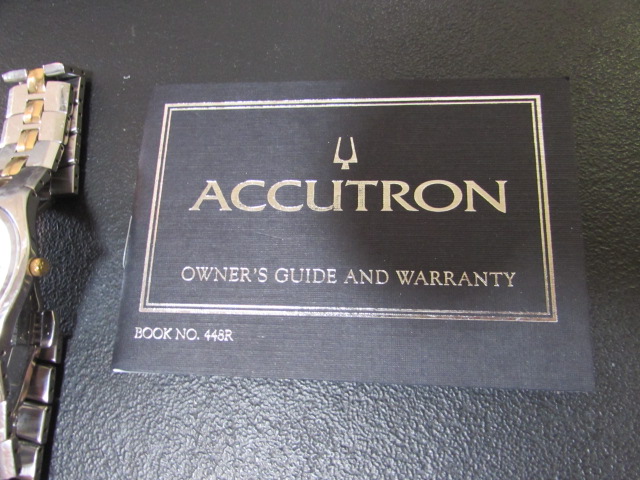 ACCUTRON
OWNER'S GUIDE AND WARRANTY
BOOK NO. 448R